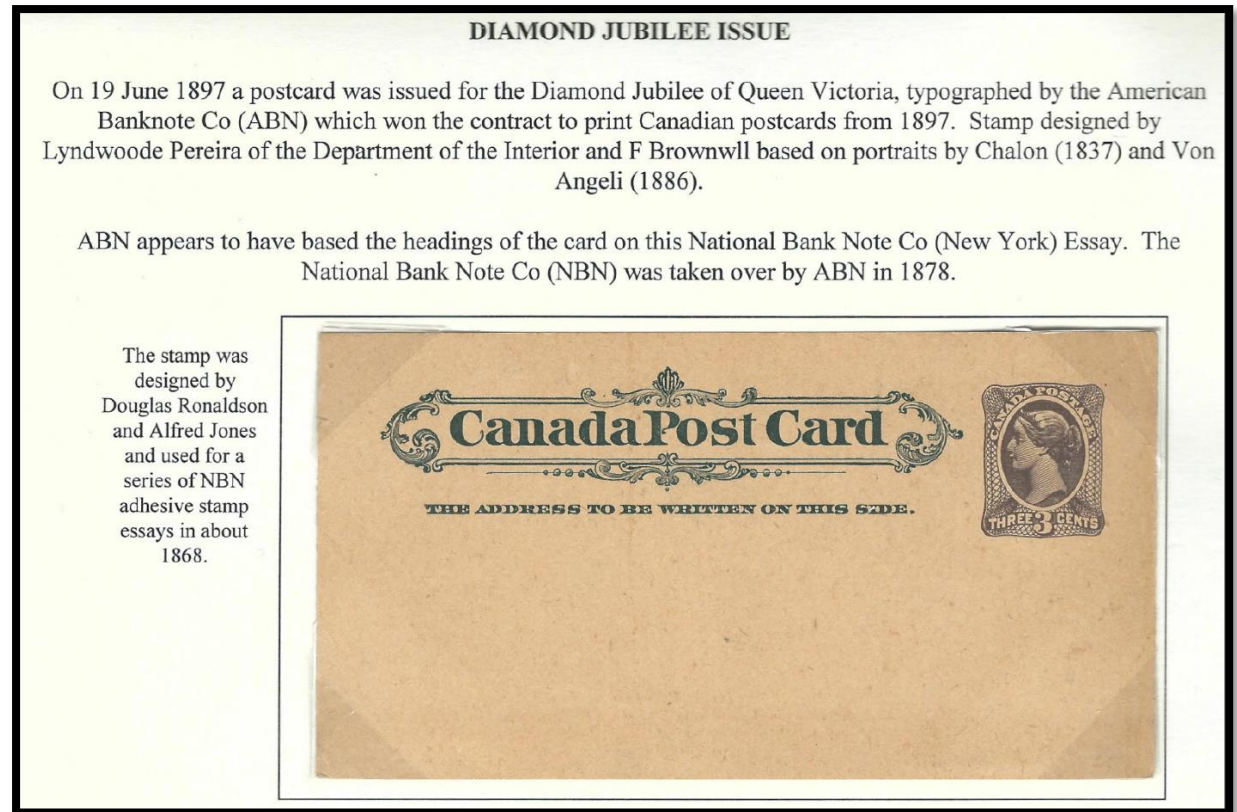 DIAMOND JUBILEE ISSUE
On 19 June 1897 a postcard was issued for the Diamond Jubilee of Queen Victoria, typographed by the American
Banknote Co (ABN) which won the contract to print Canadian postcards from 1897. Stamp designed by
Lyndwoode Pereira of the Department of the Interior and F Brownwll based on portraits by Chalon (1837) and Von
Angeli (1886).
ABN appears to have based the headings of the card on this National Bank Note Co (New York) Essay. The
National Bank Note Co (NBN) was taken over by ABN in 1878.
The stamp was
designed by
Douglas Ronaldson
and Alfred Jones
and used for a
series of NBN
adhesive stamp
essays in about
1868.
Canada Post Card
THE ADDRESS TO BE WRITTEN ON THIS SIDE.
CANADA POSTAGE
THREE 3 CENTS